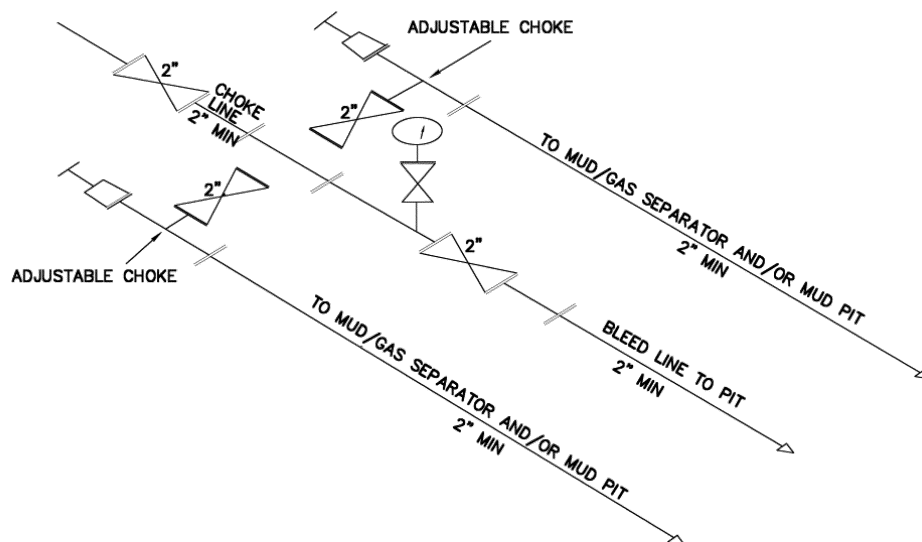 ADJUSTABLE CHOKE
2"
CHOKE
LINE
2" MIN
2"
TO MUD/GAS SEPARATOR AND/OR MUD PIT
2" MIN
2"
2"
ADJUSTABLE CHOKE
TO MUD/GAS SEPARATOR AND/OR MUD PIT
2" MIN
BLEED LINE TO PIT
2" MIN